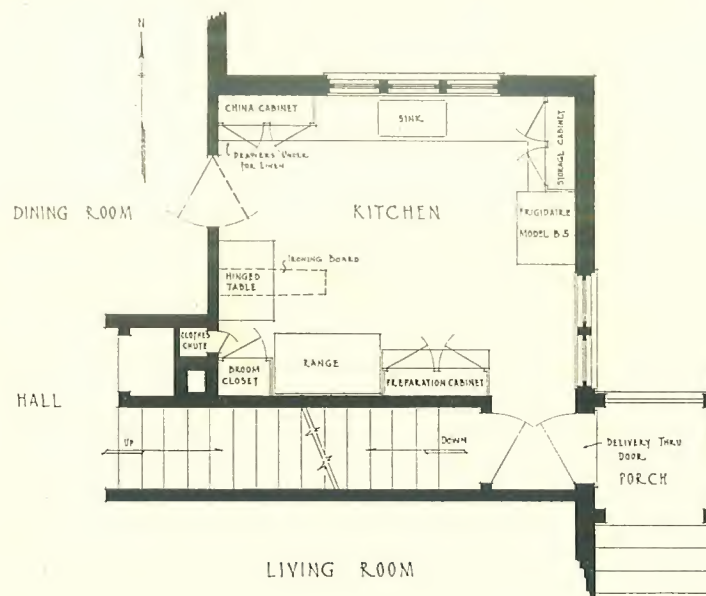 N
CHINA CABINET
SINK
STORAGE CABINET
DRAWERS UNDER
FOR LINEN
DINING ROOM
KITCHEN
FRIGIDAIRE
MODEL B.5
IRONING BOARD
HINGED
TABLE
CLOTHES
CHUTE
BROOM
CLOSET
RANGE
PREPARATION CABINET
HALL
UP
DOWN
DELIVERY THRU
DOOR
PORCH
LIVING ROOM